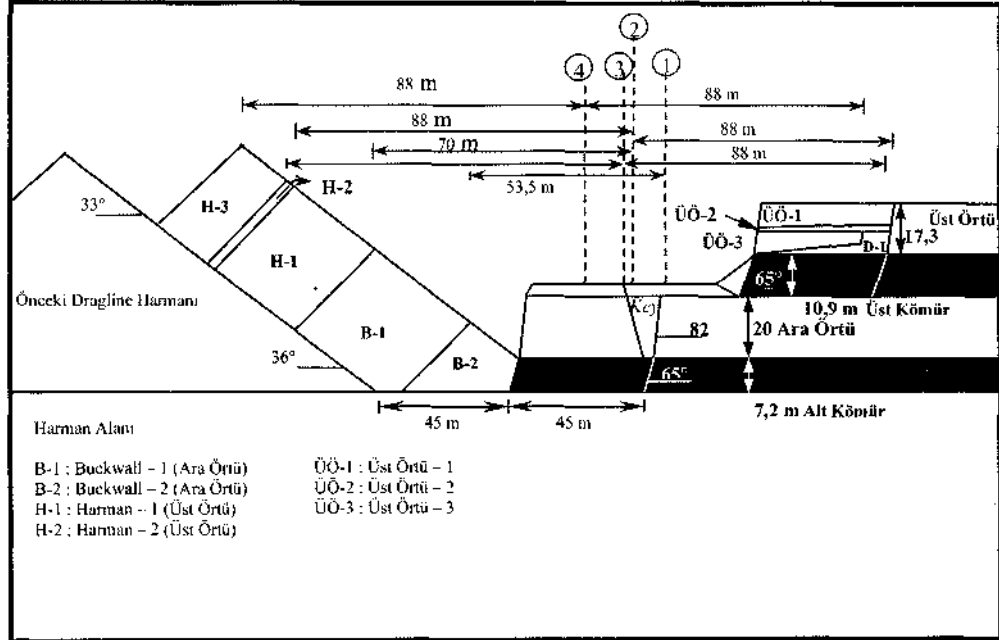 2
4
3
1
88 m
88 m
88 m
88 m
70 m
88 m
53,5 m
H-2
33°
H-3
ÜÖ-2
ÜÖ-1
Üst Örtü
17,3
ÜÖ-3
D-1
H-1
65°
Önceki Dragline Harmanı
10,9 m Üst Kömür
82
20 Ara Örtü
B-1
36°
B-2
65°
7,2 m Alt Kömür
45 m
45 m
Harman Alanı
B-1 : Buckwall – 1 (Ara Örtü)
B-2 : Buckwall – 2 (Ara Örtü)
H-1 : Harman – 1 (Üst Örtü)
H-2 : Harman – 2 (Üst Örtü)
ÜÖ-1 : Üst Örtü – 1
ÜÖ-2 : Üst Örtü – 2
ÜÖ-3 : Üst Örtü – 3